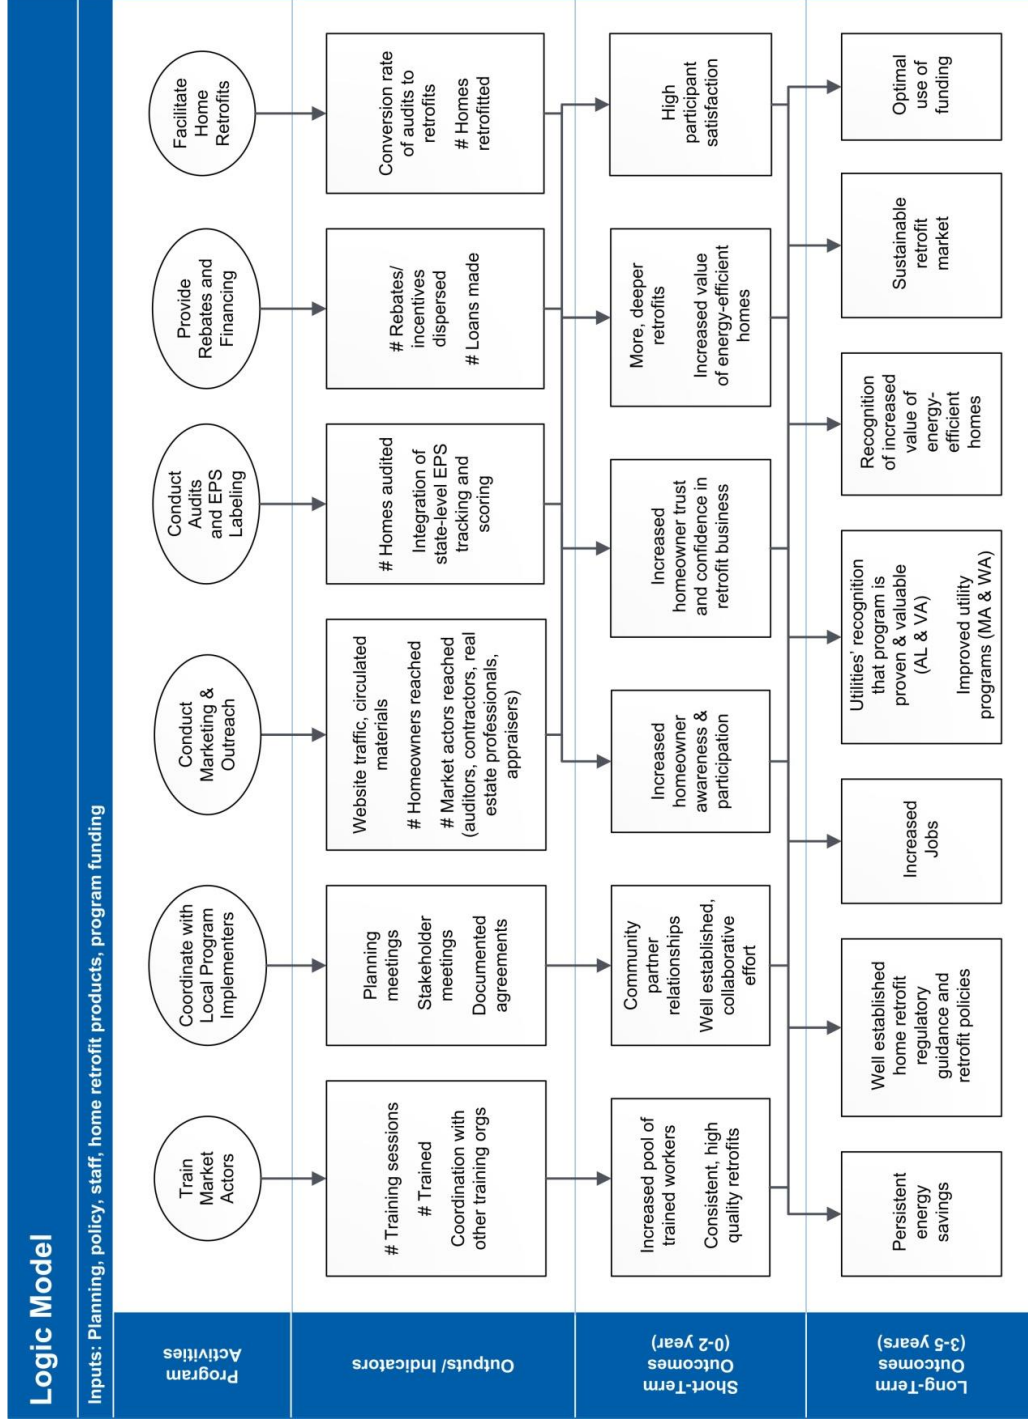 Logic Model
Inputs: Planning, policy, staff, home retrofit products, program funding
Program
Activities
Train
Market
Actors
Coordinate with
Local Program
Implementers
Conduct
Marketing &
Outreach
Conduct
Audits
and EPS
Labeling
Provide
Rebates and
Financing
Facilitate
Home
Retrofits
Outputs/ Indicators
# Training sessions
# Trained
Coordination with
other training orgs
Planning
meetings
Stakeholder
meetings
Documented
agreements
Website traffic, circulated
materials
# Homeowners reached
# Market actors reached
(auditors, contractors, real
estate professionals,
appraisers)
# Homes audited
Integration of
state-level EPS
tracking and
scoring
# Rebates/
incentives
dispersed
# Loans made
Conversion rate
of audits to
retrofits
# Homes
retrofitted
Short-Term
Outcomes
(0-2 year)
Increased pool of
trained workers
Consistent, high
quality retrofits
Community
partner
relationships
Well established,
collaborative
effort
Increased
homeowner
awareness &
participation
Increased
homeowner trust
and confidence in
retrofit business
More, deeper
retrofits
Increased value
of energy-efficient
homes
High
participant
satisfaction
Long-Term
Outcomes
(3-5 years)
Persistent
energy
savings
Well established
home retrofit
regulatory
guidance and
retrofit policies
Increased
Jobs
Utilities' recognition
that program is
proven & valuable
(AL & VA)
Improved utility
programs (MA & WA)
Recognition
of increased
value of
energy-
efficient
homes
Sustainable
retrofit
market
Optimal
use of
funding